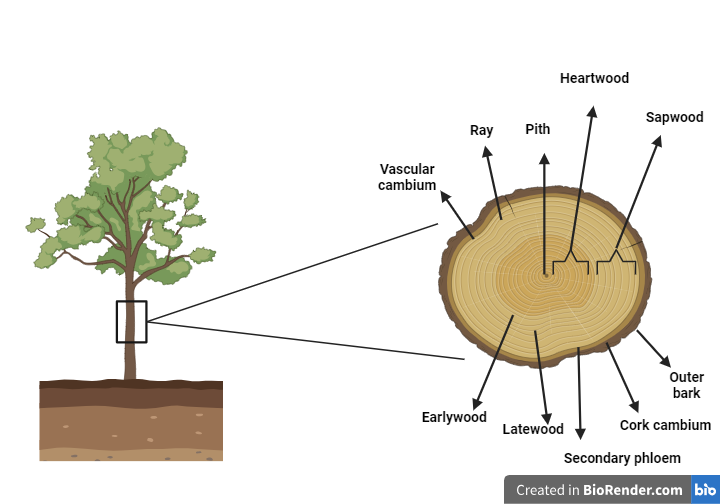 Heartwood
Sapwood
Ray
Pith
Vascular
cambium
Outer
bark
Earlywood
Latewood
Cork cambium
Secondary phloem
Created in BioRender.com bio